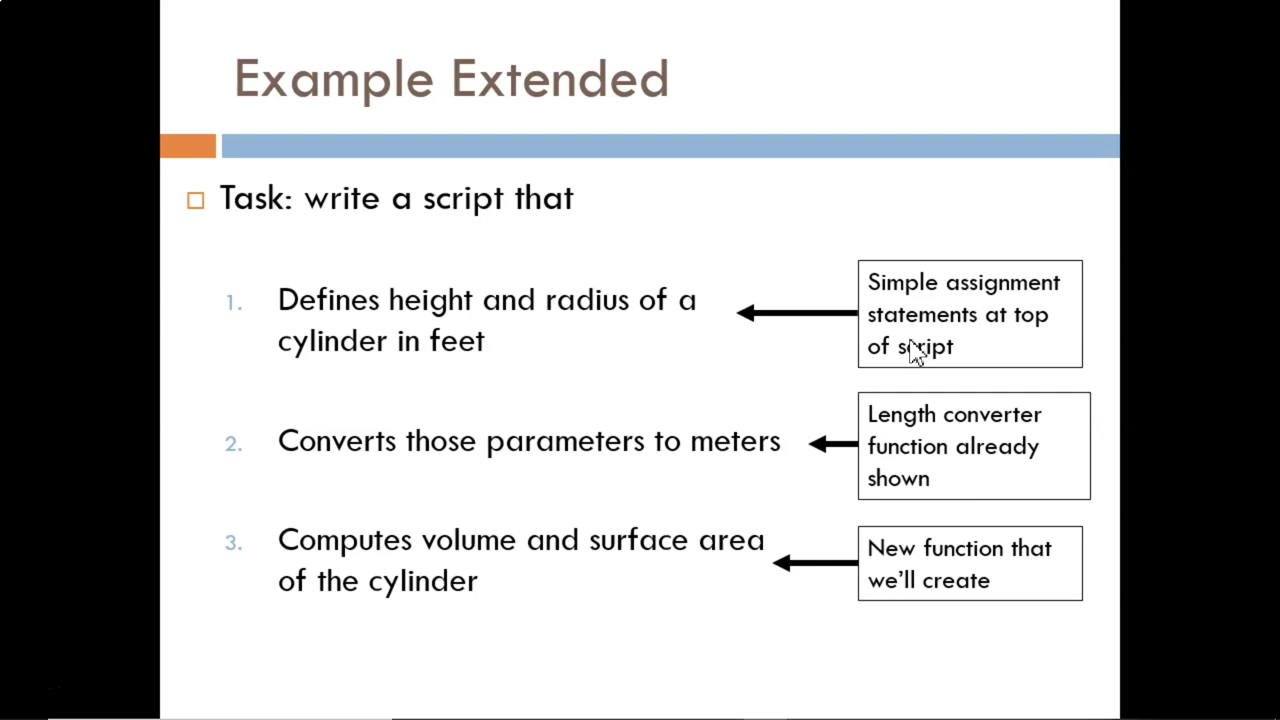 Example Extended
Task: write a script that
1. Defines height and radius of a
cylinder in feet
Simple assignment
statements at top
of script
2. Converts those parameters to meters
Length converter
function already
shown
3. Computes volume and surface area
of the cylinder
New function that
we'll create